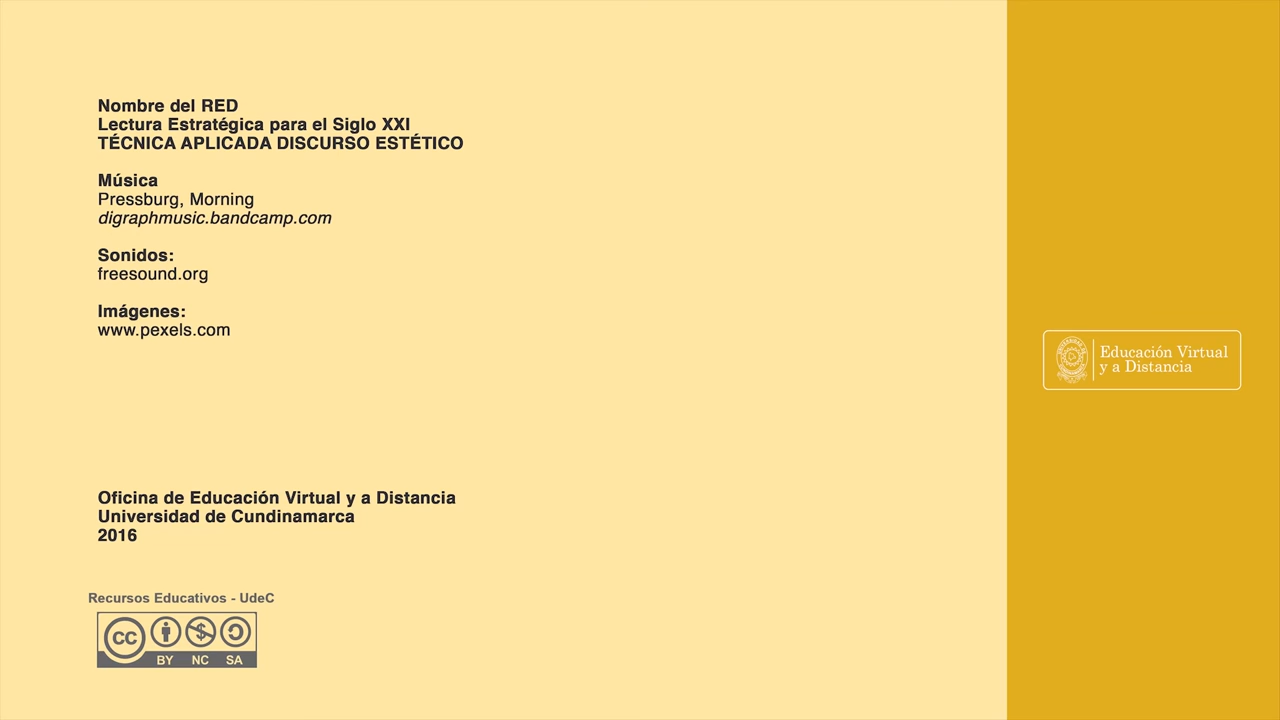 Nombre del RED
Lectura Estratégica para el Siglo XXI
TÉCNICA APLICADA DISCURSO ESTÉTICO
Música
Pressburg, Morning
digraphmusic.bandcamp.com
Sonidos:
freesound.org
Imágenes:
www.pexels.com
Educación Virtual
y a Distancia
Oficina de Educación Virtual y a Distancia
Universidad de Cundinamarca
2016
Recursos Educativos - UdeC
CC
BY NC SA